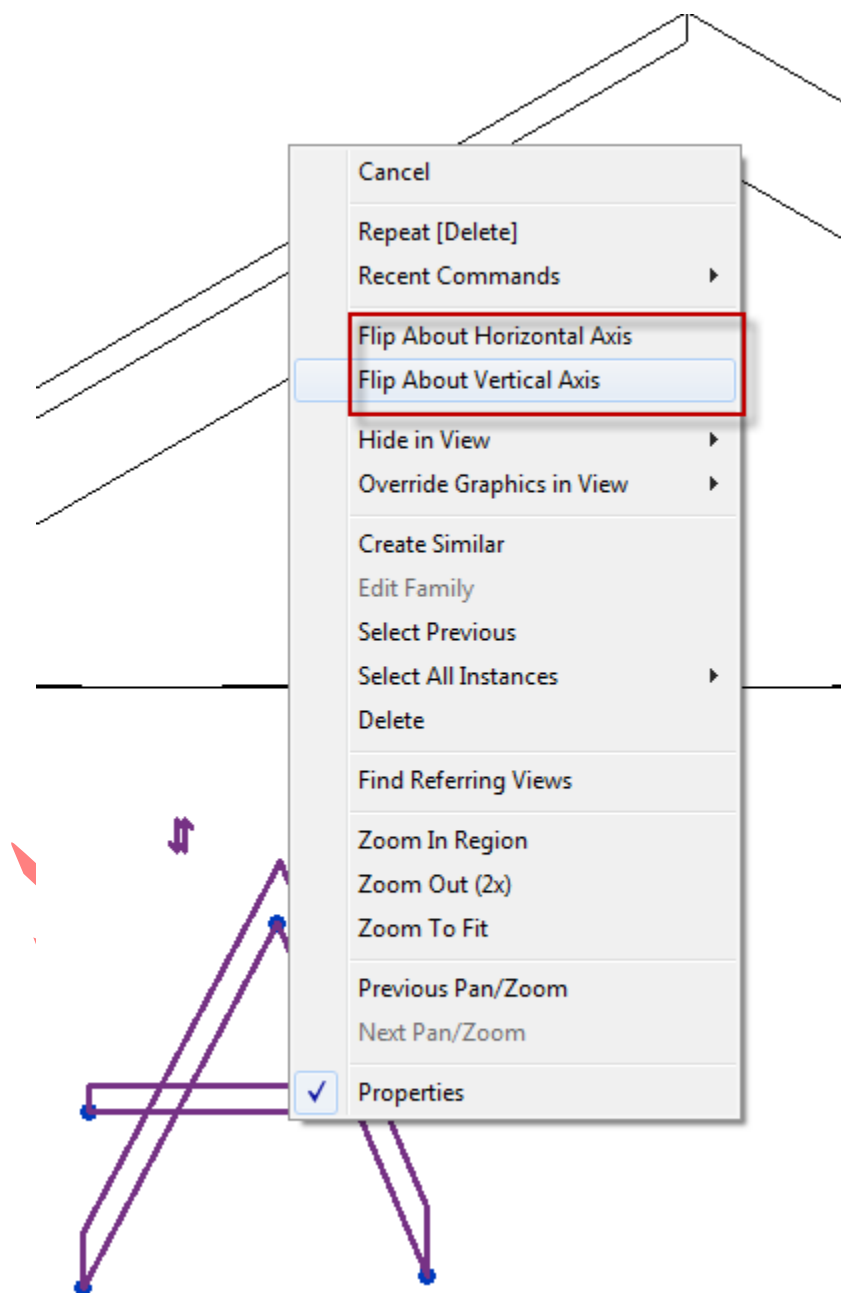 Cancel
Repeat [Delete]
Recent Commands
Flip About Horizontal Axis
Flip About Vertical Axis
Hide in View
Override Graphics in View
Create Similar
Edit Family
Select Previous
Select All Instances
Delete
Find Referring Views
Zoom In Region
Zoom Out (2x)
Zoom To Fit
Previous Pan/Zoom
Next Pan/Zoom
Properties